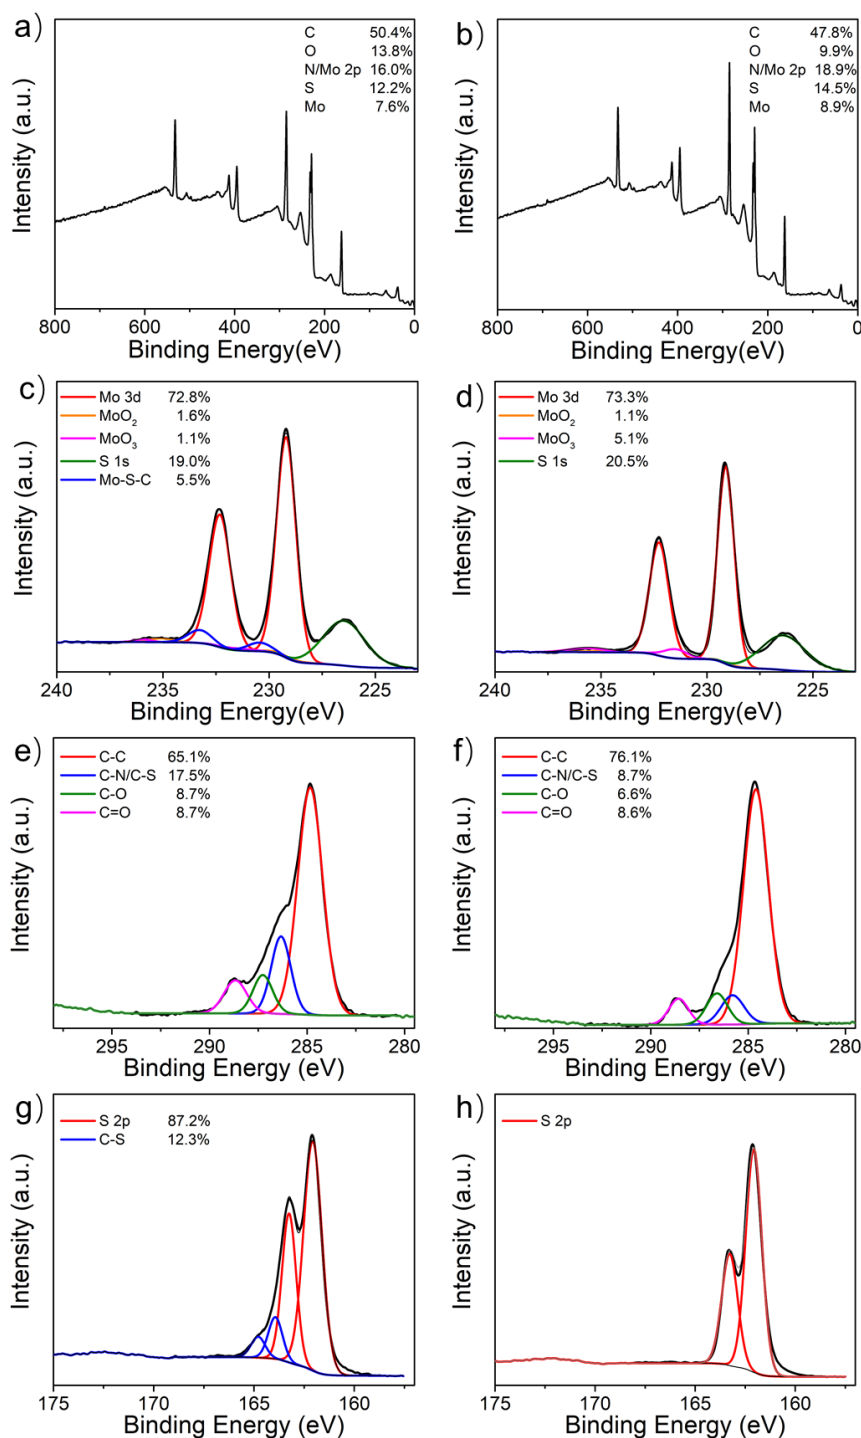 a)
C 50.4%
O 13.8%
N/Mo 2p 16.0%
S 12.2%
Mo 7.6%
Intensity (a.u.)
800 600 400 200 0
Binding Energy(eV)
b)
C 47.8%
O 9.9%
N/Mo 2p 18.9%
S 14.5%
Mo 8.9%
Intensity (a.u.)
800 600 400 200 0
Binding Energy(eV)
c)
Mo 3d 72.8%
MoO₂ 1.6%
MoO₃ 1.1%
S 1s 19.0%
Mo-S-C 5.5%
Intensity (a.u.)
240 235 230 225
Binding Energy(eV)
d)
Mo 3d 73.3%
MoO₂ 1.1%
MoO₃ 5.1%
S 1s 20.5%
Intensity (a.u.)
240 235 230 225
Binding Energy(eV)
e)
C-C 65.1%
C-N/C-S 17.5%
C-O 8.7%
C=O 8.7%
Intensity (a.u.)
295 290 285 280
Binding Energy (eV)
f)
C-C 76.1%
C-N/C-S 8.7%
C-O 6.6%
C=O 8.6%
Intensity (a.u.)
295 290 285 280
Binding Energy (eV)
g)
S 2p 87.2%
C-S 12.3%
Intensity (a.u.)
175 170 165 160
Binding Energy (eV)
h)
S 2p
Intensity (a.u.)
175 170 165 160
Binding Energy (eV)